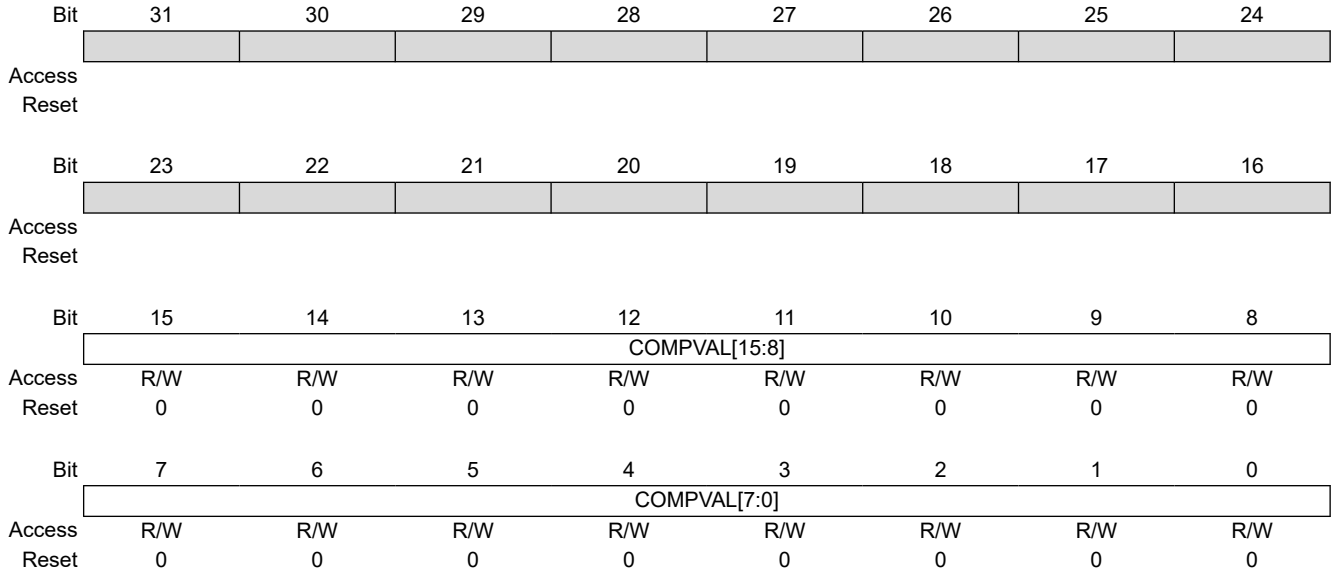 Bit 31 30 29 28 27 26 25 24
Access
Reset
Bit 23 22 21 20 19 18 17 16
Access
Reset
Bit 15 14 13 12 11 10 9 8
COMPVAL[15:8]
Access R/W R/W R/W R/W R/W R/W R/W R/W
Reset 0 0 0 0 0 0 0 0
Bit 7 6 5 4 3 2 1 0
COMPVAL[7:0]
Access R/W R/W R/W R/W R/W R/W R/W R/W
Reset 0 0 0 0 0 0 0 0